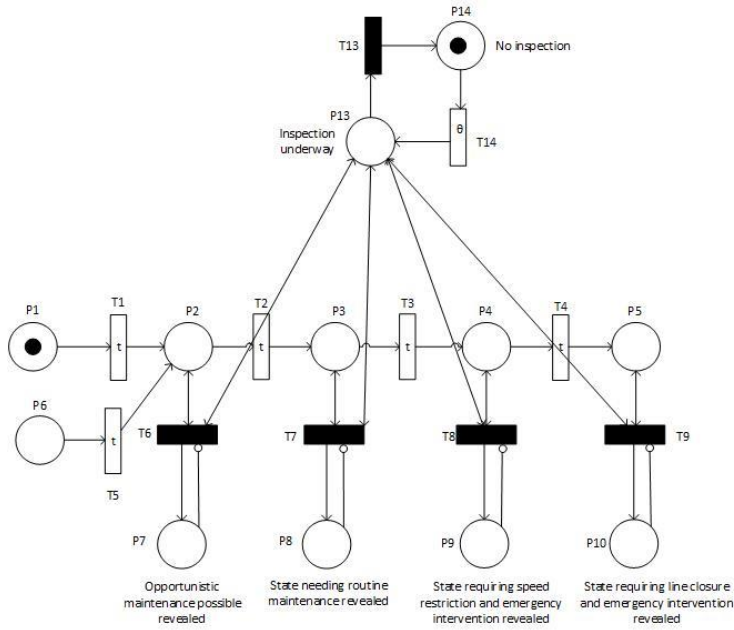 P14
T13
No inspection
P13
θ
T14
Inspection
underway
P1
T1
P2
T2
P3
T3
P4
T4
P5
t
t
t
t
P6
t
T5
T6
T7
T8
T9
P7
P8
P9
P10
Opportunistic
maintenance possible
revealed
State needing routine
maintenance revealed
State requiring speed
restriction and emergency
intervention revealed
State requiring line closure
and emergency intervention
revealed